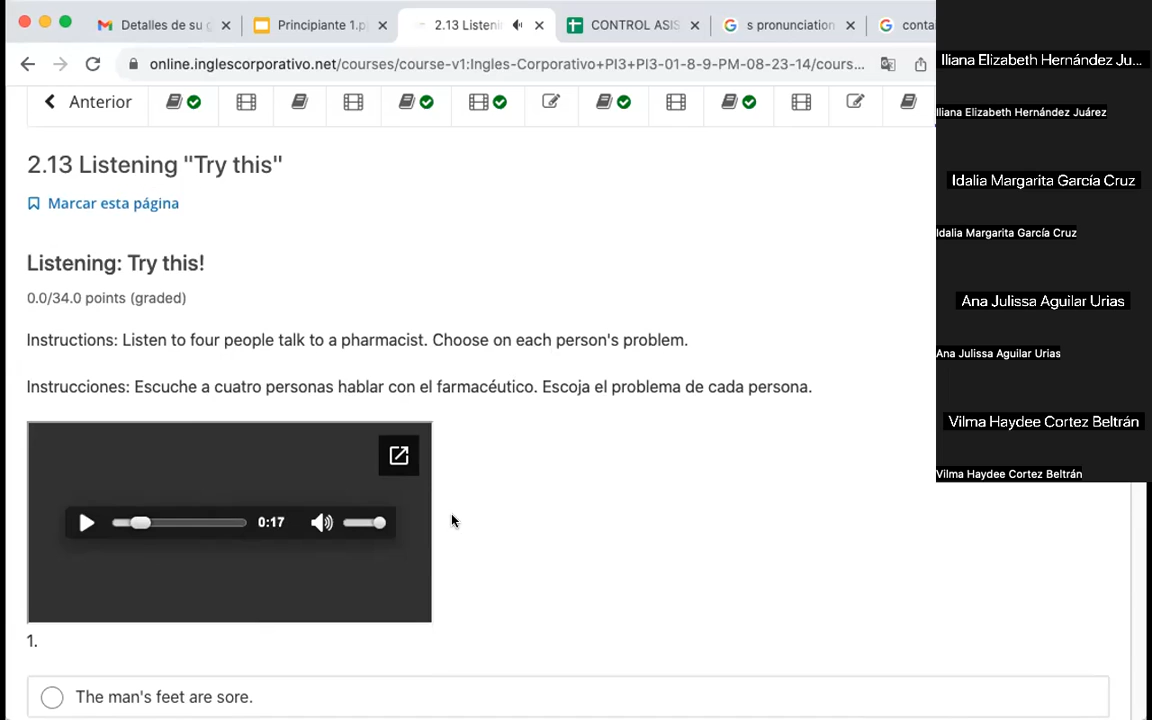 Detalles de su
Principiante 1.p
2.13 Listenin
CONTROL ASIS
s pronunciation
conta
online.inglescorporativo.net/courses/course-v1:Ingles-Corporativo+PI3+PI3-01-8-9-PM-08-23-14/cours...
Anterior
2.13 Listening "Try this"
Marcar esta página
Listening: Try this!
0.0/34.0 points (graded)
Instructions: Listen to four people talk to a pharmacist. Choose on each person's problem.
Instrucciones: Escuche a cuatro personas hablar con el farmacéutico. Escoja el problema de cada persona.
0:17
1.
The man's feet are sore.
Iliana Elizabeth Hernández Ju...
Iliana Elizabeth Hernández Juárez
Idalia Margarita García Cruz
Idalia Margarita García Cruz
Ana Julissa Aguilar Urias
Ana Julissa Aguilar Urias
Vilma Haydee Cortez Beltrán
Vilma Haydee Cortez Beltrán